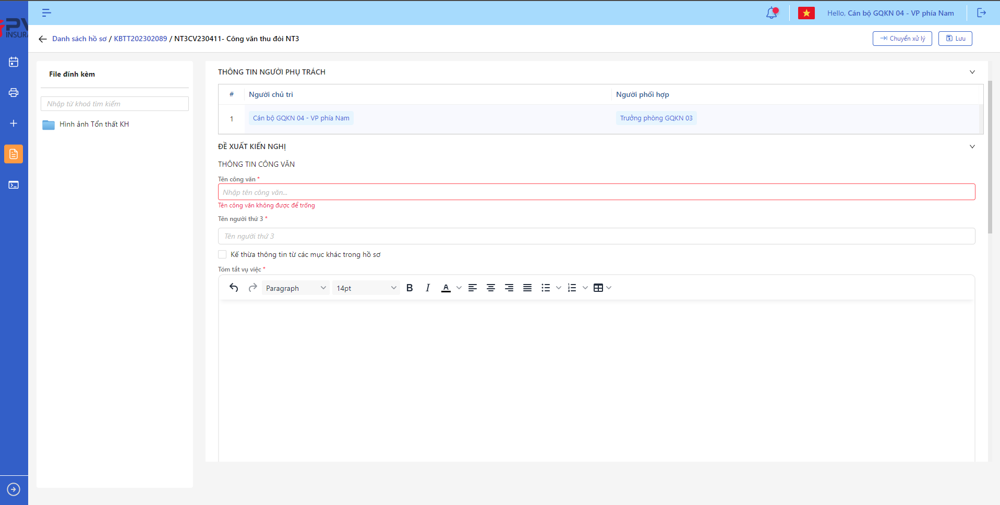 Hello, Cán bộ GQKN 04 - VP phía Nam
PV
INSURA
Danh sách hồ sơ / KBTT202302089 / NT3CV230411- Công văn thu đòi NT3
Chuyển xử lý
Lưu
File đính kèm
Nhập từ khoá tìm kiếm
Hình ảnh Tổn thất KH
THÔNG TIN NGƯỜI PHỤ TRÁCH
# Người chủ trì Người phối hợp
1 Cán bộ GQKN 04 - VP phía Nam Trưởng phòng GQKN 03
ĐỀ XUẤT KIẾN NGHỊ
THÔNG TIN CÔNG VĂN
Tên công văn *
Nhập tên công văn...
Tên công văn không được để trống
Tên người thứ 3 *
Tên người thứ 3
Kế thừa thông tin từ các mục khác trong hồ sơ
Tóm tắt vụ việc *
Paragraph 14pt B I A